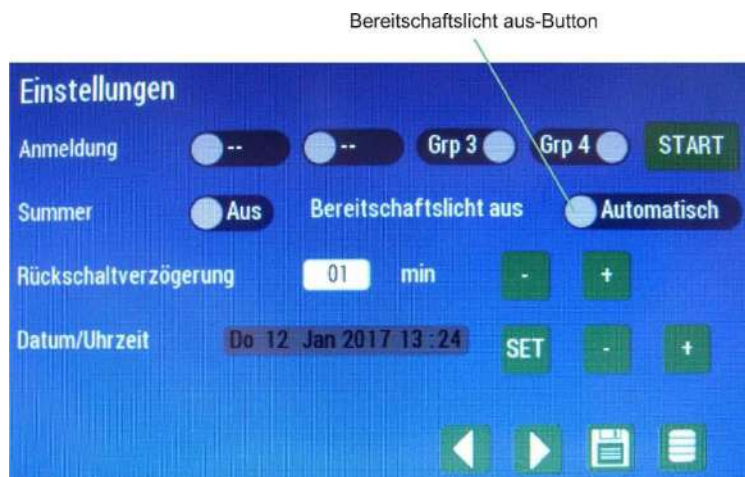 Bereitschaftslicht aus-Button
Einstellungen
Anmeldung -- -- Grp 3 Grp 4 START
Summer Aus Bereitschaftslicht aus Automatisch
Rückschaltverzögerung 01 min - +
Datum/Uhrzeit Do 12 Jan 2017 13:24 SET - +